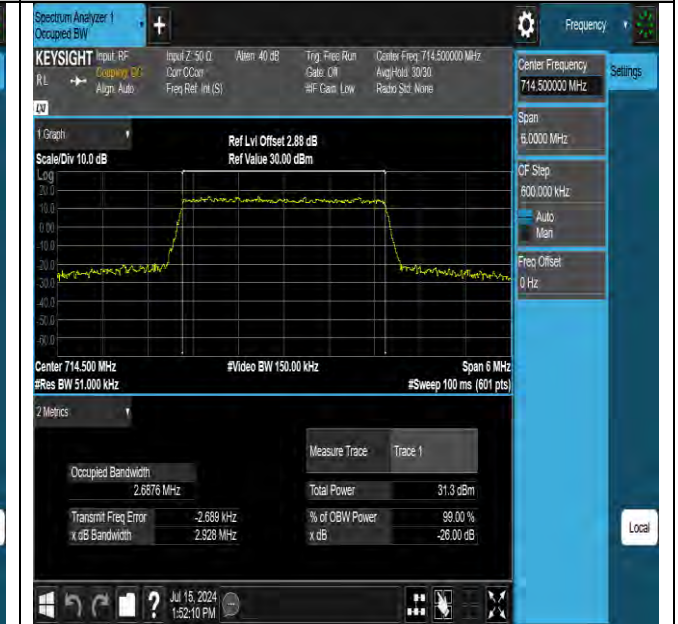 Spectrum Analyzer 1
Occupied BW
+
Frequency
KEYSIGHT Input: RF Input Z: 50 Ω Atten: 40 dB Trig: Free Run Center Freq: 714.500000 MHz
RL Coupling: DC Corr CCorr Gate: Off Avg|Hold: 30/30
Align: Auto Freq Ref: Int (S) #IF Gain: Low Radio Std: None
LW
Center Frequency
714.500000 MHz
Settings
Span
6.0000 MHz
CF Step
600.000 kHz
Auto
Man
Freq Offset
0 Hz
1 Graph
Ref Lvl Offset 2.88 dB
Scale/Div 10.0 dB Ref Value 30.00 dBm
Log
20.0
10.0
0.00
-10.0
-20.0
-30.0
-40.0
-50.0
-60.0
Center 714.500 MHz #Video BW 150.00 kHz Span 6 MHz
#Res BW 51.000 kHz #Sweep 100 ms (601 pts)
2 Metrics
Measure Trace Trace 1
Occupied Bandwidth
2.6876 MHz Total Power 31.3 dBm
Transmit Freq Error -2.689 kHz % of OBW Power 99.00 %
x dB Bandwidth 2.928 MHz x dB -26.00 dB
Local
?
Jul 15, 2024
1:52:10 PM